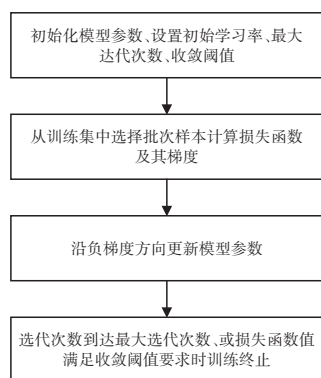 初始化模型参数、设置初始学习率、最大
达代次数、收敛阈值
从训练集中选择批次样本计算损失函数
及其梯度
沿负梯度方向更新模型参数
选代次数到达最大选代次数、或损失函数值
满足收敛阈值要求时训练终止